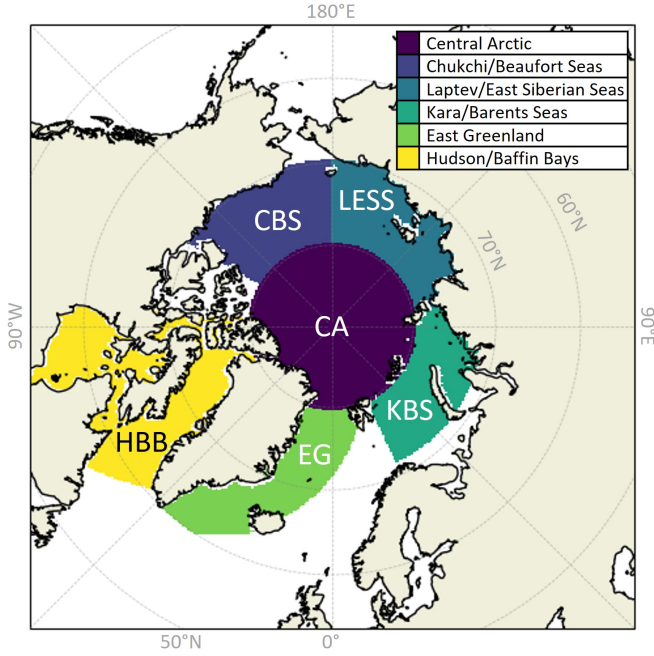 180°E
Central Arctic
Chukchi/Beaufort Seas
Laptev/East Siberian Seas
Kara/Barents Seas
East Greenland
Hudson/Baffin Bays
60°N
70°N
CBS
LESS
90°W
CA
90°E
KBS
HBB
EG
50°N
0°